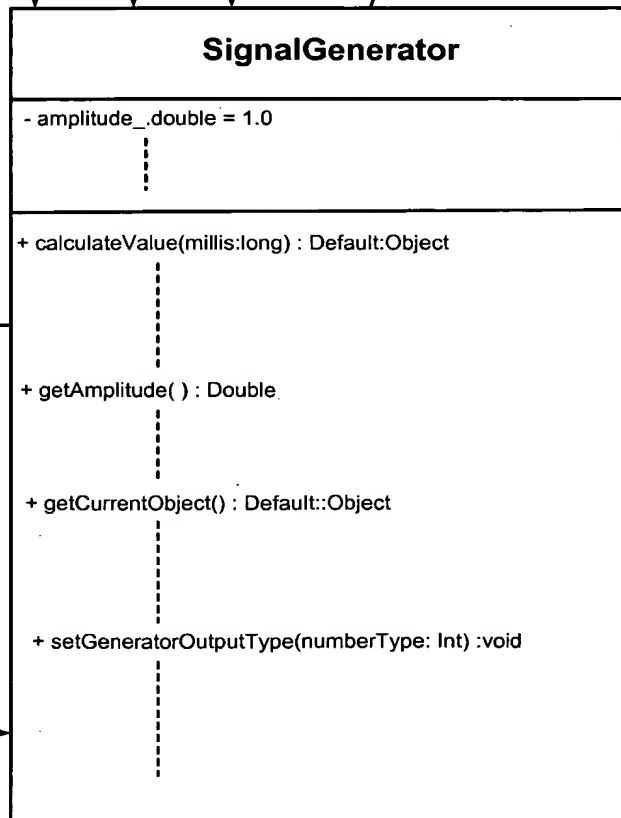 SignalGenerator
- amplitude_.double = 1.0
+ calculateValue(millis:long) : Default:Object
+ getAmplitude( ) : Double
+ getCurrentObject() : Default::Object
+ setGeneratorOutputType(numberType: Int) :void